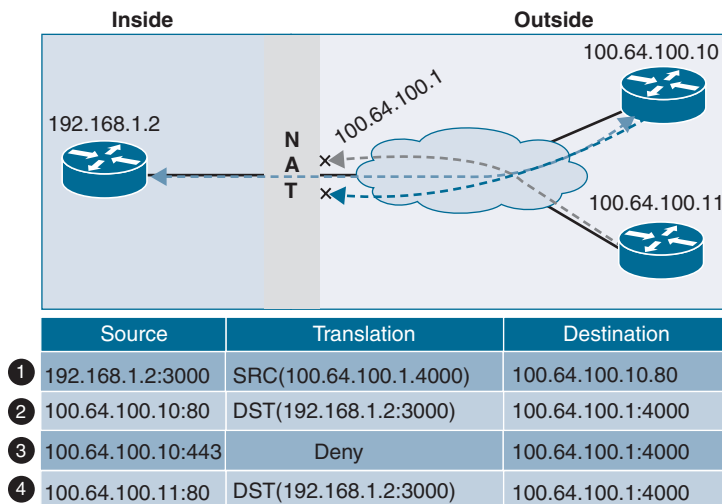 Inside Outside
100.64.100.10
100.64.100.1
192.168.1.2
N
A
T
100.64.100.11
Source Translation Destination
1 192.168.1.2:3000 SRC(100.64.100.1.4000) 100.64.100.10.80
2 100.64.100.10:80 DST(192.168.1.2:3000) 100.64.100.1:4000
3 100.64.100.10:443 Deny 100.64.100.1:4000
4 100.64.100.11:80 DST(192.168.1.2:3000) 100.64.100.1:4000